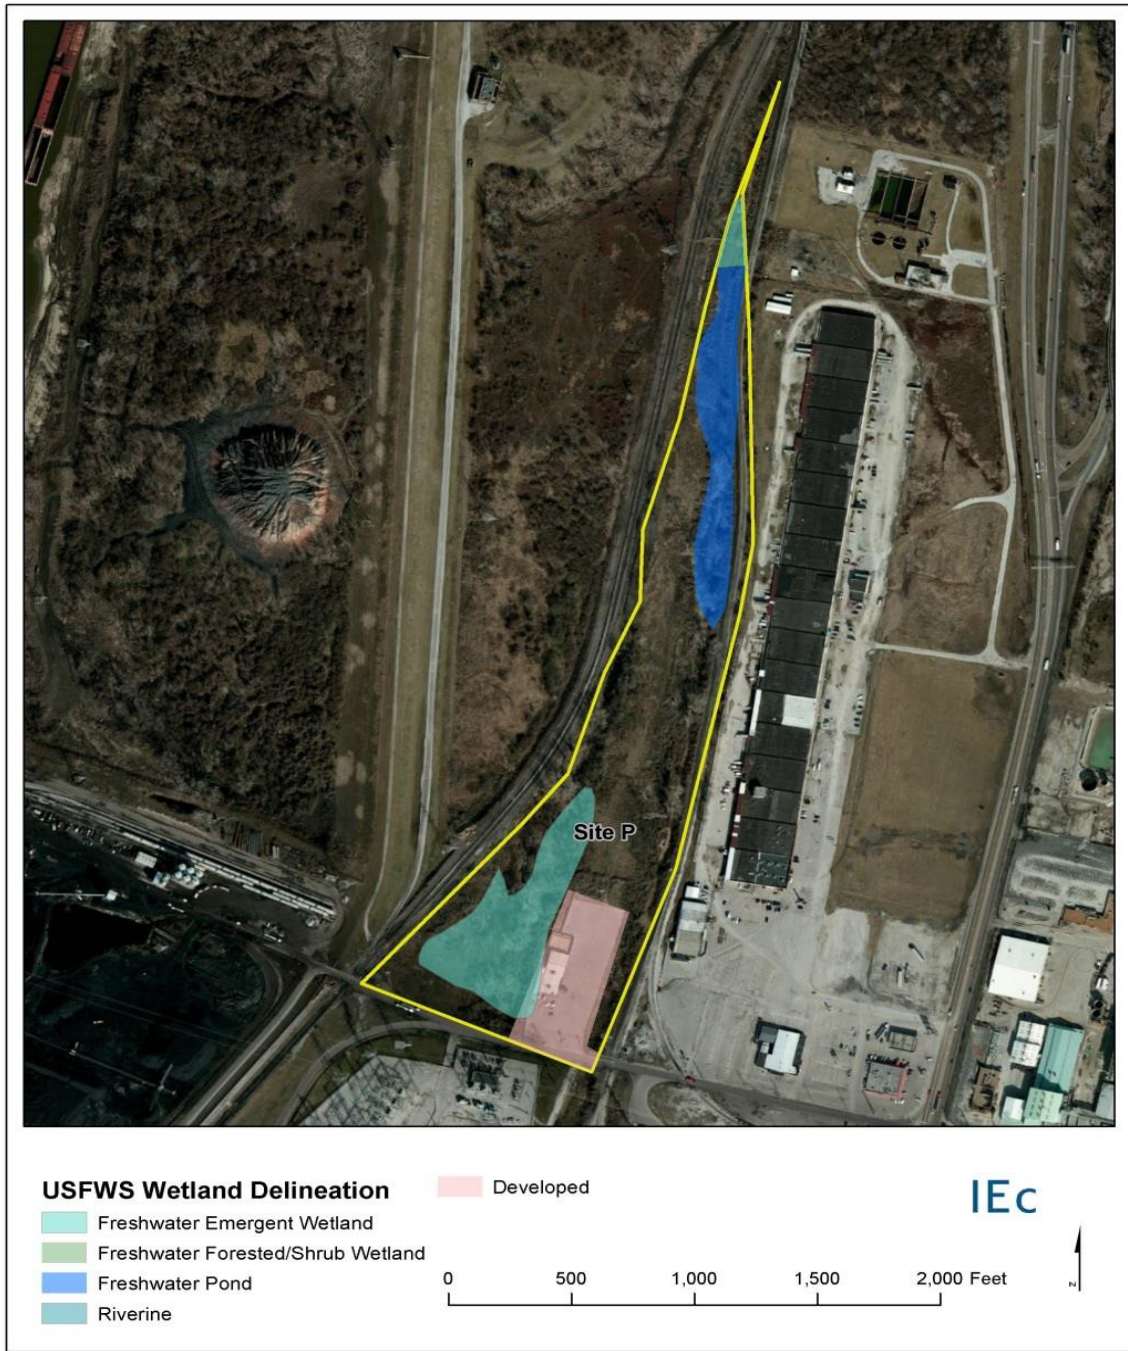 Site P
USFWS Wetland Delineation
Freshwater Emergent Wetland
Freshwater Forested/Shrub Wetland
Freshwater Pond
Riverine
Developed
0 500 1,000 1,500 2,000 Feet
IEc
N